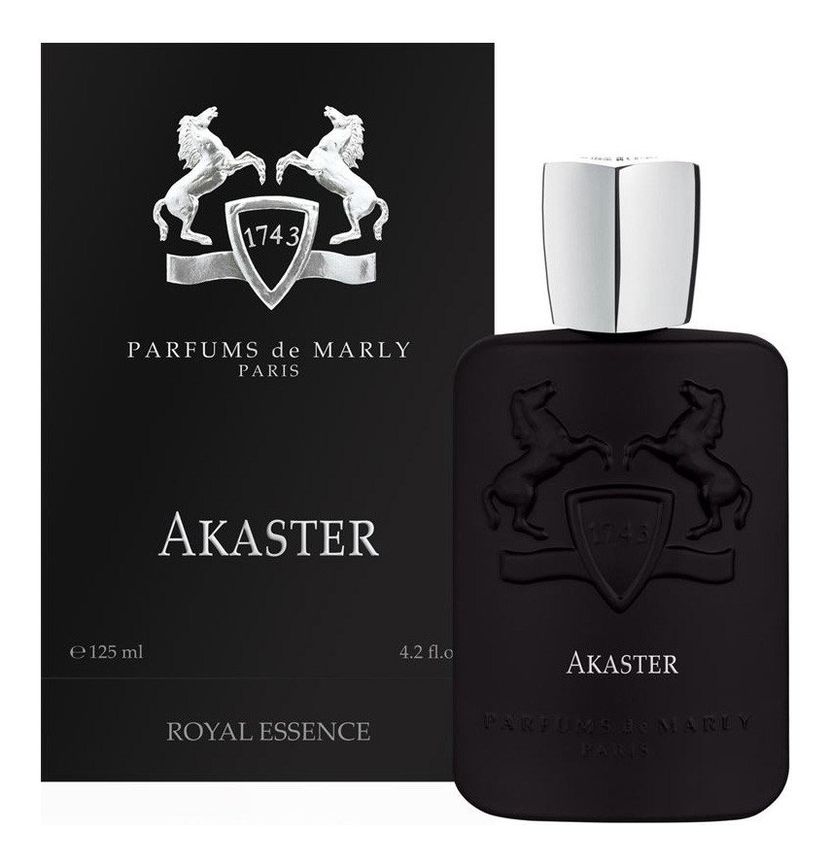 1743
PARFUMS de MARLY
PARIS
AKASTER
℮ 125 ml
4.2 fl.o
ROYAL ESSENCE
1743
AKASTER
PARFUMS de MARLY
PARIS